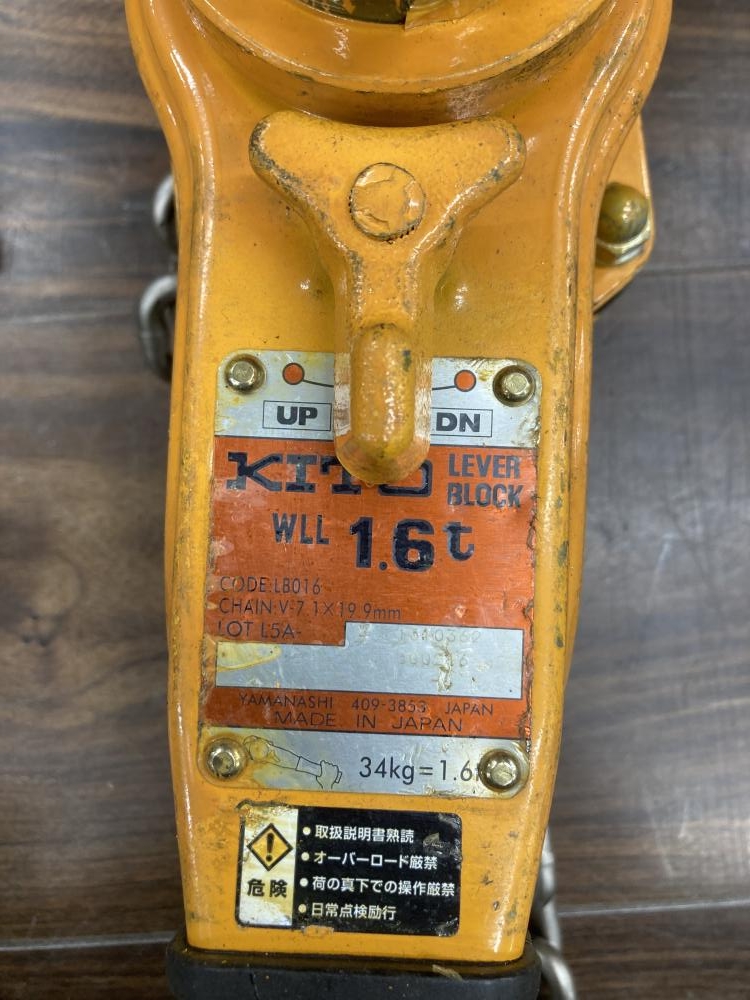 UP DN
KITO LEVER BLOCK
WLL 1.6t
CODE:LB016
CHAIN:V-7.1×19.9mm
LOT L5A-
YAMANASHI 409-3853 JAPAN
MADE IN JAPAN
34kg=1.6t
危険
•取扱説明書熟読
•オーバーロード厳禁
•荷の真下での操作厳禁
•日常点検励行